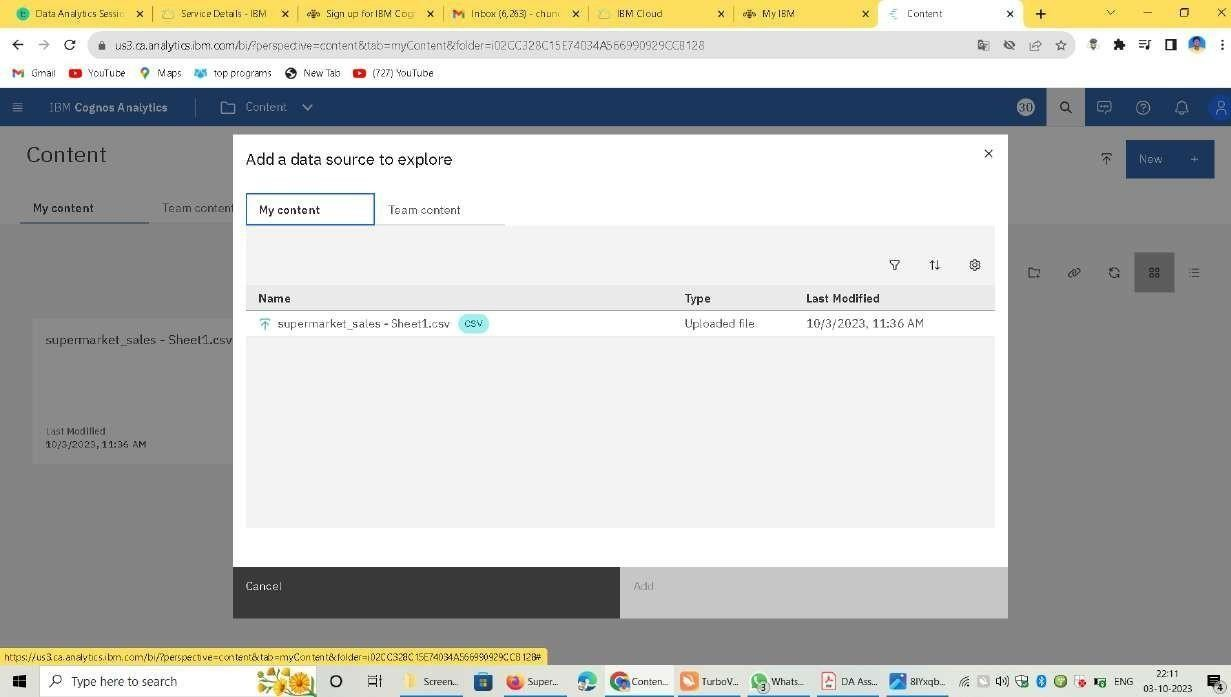 Data Analytics Sessi
Service Details - IBM
Sign up for IBM Cog
Inbox (6,263) - chun
IBM Cloud
My IBM
Content
us3.ca.analytics.ibm.com/bi/?perspective=content&tab=myContent&folder=i02CC328C15E74034A566990929CCB128
Gmail
YouTube
Maps
top programs
New Tab
(727) YouTube
IBM Cognos Analytics
Content
30
Content
New +
My content
Team content
Add a data source to explore
My content
Team content
Name
Type
Last Modified
supermarket_sales - Sheet1.csv
CSV
Uploaded file
10/3/2023, 11:36 AM
supermarket_sales - Sheet1.csv
Last Modified
10/3/2023, 11:36 AM
Cancel
Add
https://us3.ca.analytics.ibm.com/bi/?perspective=content&tab=myContent&folder=i02CC328C15E74034A566990929CCB128#
Type here to search
Screen...
Super...
Conten...
TurboV...
3
Whats...
DA Ass...
8IYxqb...
ENG
22:11
03-10-2023